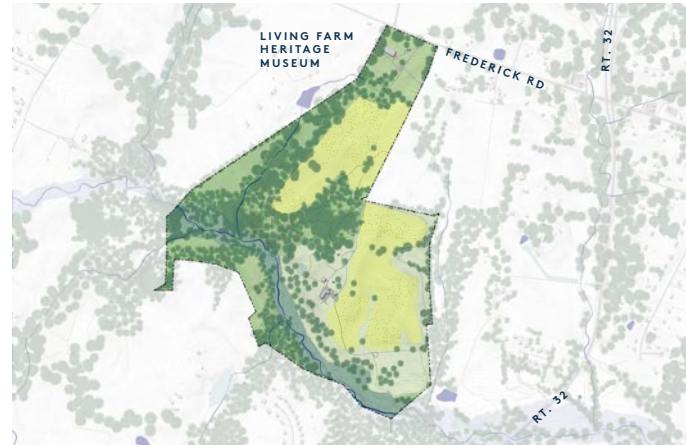 LIVING FARM
HERITAGE
MUSEUM
FREDERICK RD
RT. 32
RT. 32